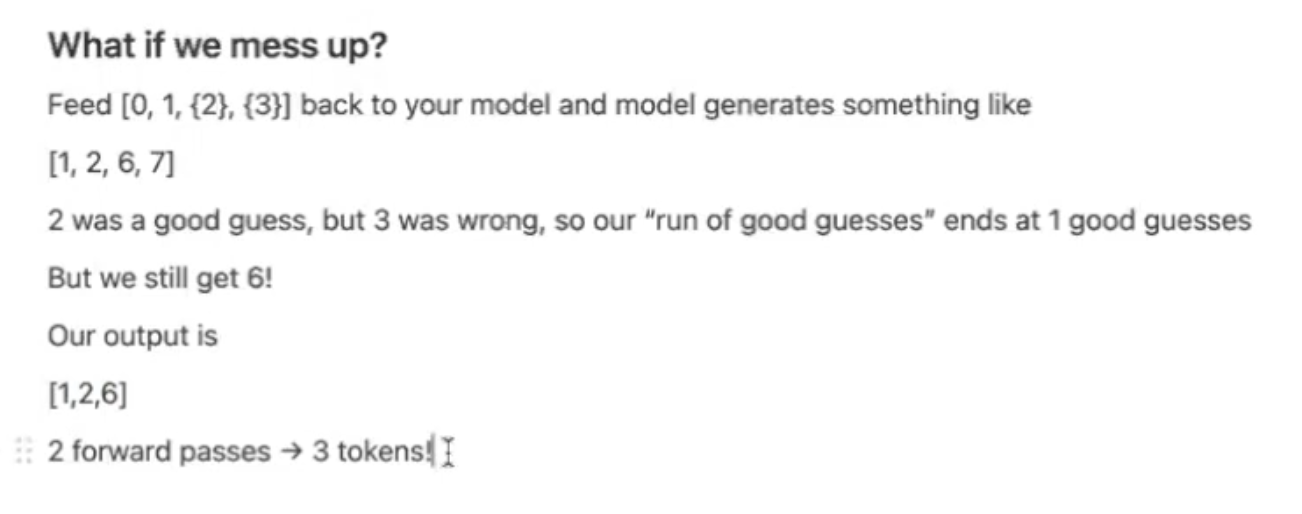 What if we mess up?
Feed [0, 1, {2}, {3}] back to your model and model generates something like
[1, 2, 6, 7]
2 was a good guess, but 3 was wrong, so our “run of good guesses” ends at 1 good guesses
But we still get 6!
Our output is
[1,2,6]
2 forward passes → 3 tokens!